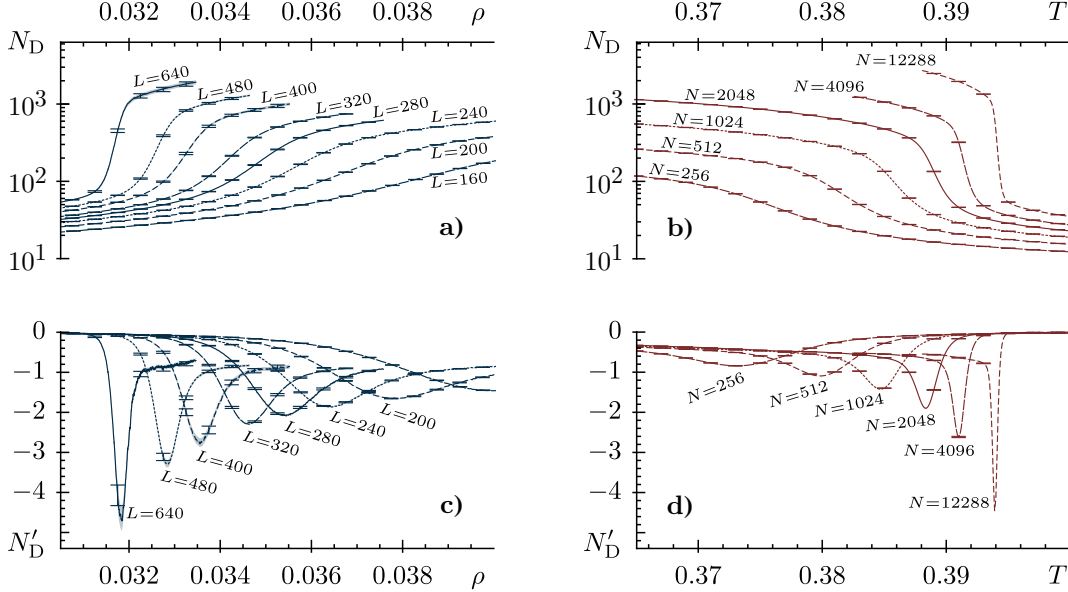 0.032 0.034 0.036 0.038 ρ
0.37 0.38 0.39 T
N_D
10^3
10^2
10^1
L=640
L=480
L=400
L=320
L=280
L=240
L=200
L=160
a)
N_D
10^3
10^2
10^1
N=12288
N=4096
N=2048
N=1024
N=512
N=256
b)
0
−1
−2
−3
−4
N′_D
L=200
L=240
L=280
L=320
L=400
L=480
L=640
c)
0
−1
−2
−3
−4
N′_D
N=256
N=512
N=1024
N=2048
N=4096
N=12288
d)
0.032 0.034 0.036 0.038 ρ
0.37 0.38 0.39 T